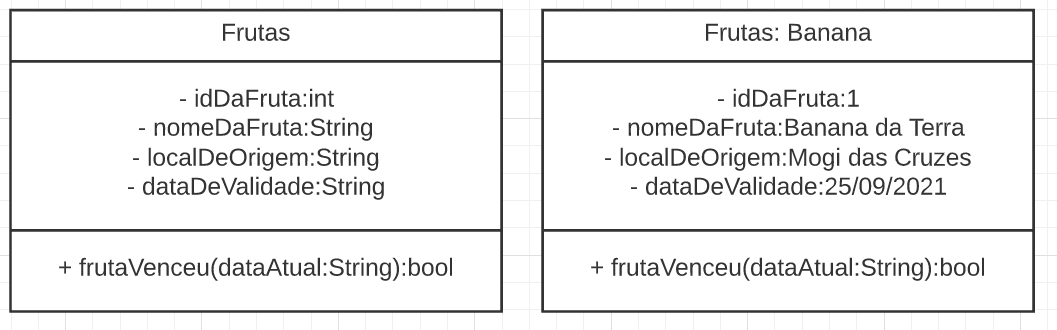 Frutas
- idDaFruta:int
- nomeDaFruta:String
- localDeOrigem:String
- dataDeValidade:String
+ frutaVenceu(dataAtual:String):bool
Frutas: Banana
- idDaFruta:1
- nomeDaFruta:Banana da Terra
- localDeOrigem:Mogi das Cruzes
- dataDeValidade:25/09/2021
+ frutaVenceu(dataAtual:String):bool